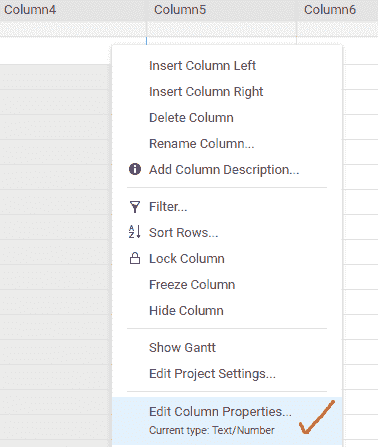 Column4 Column5 Column6
Insert Column Left
Insert Column Right
Delete Column
Rename Column...
Add Column Description...
Filter...
Sort Rows...
Lock Column
Freeze Column
Hide Column
Show Gantt
Edit Project Settings...
Edit Column Properties...
Current type: Text/Number